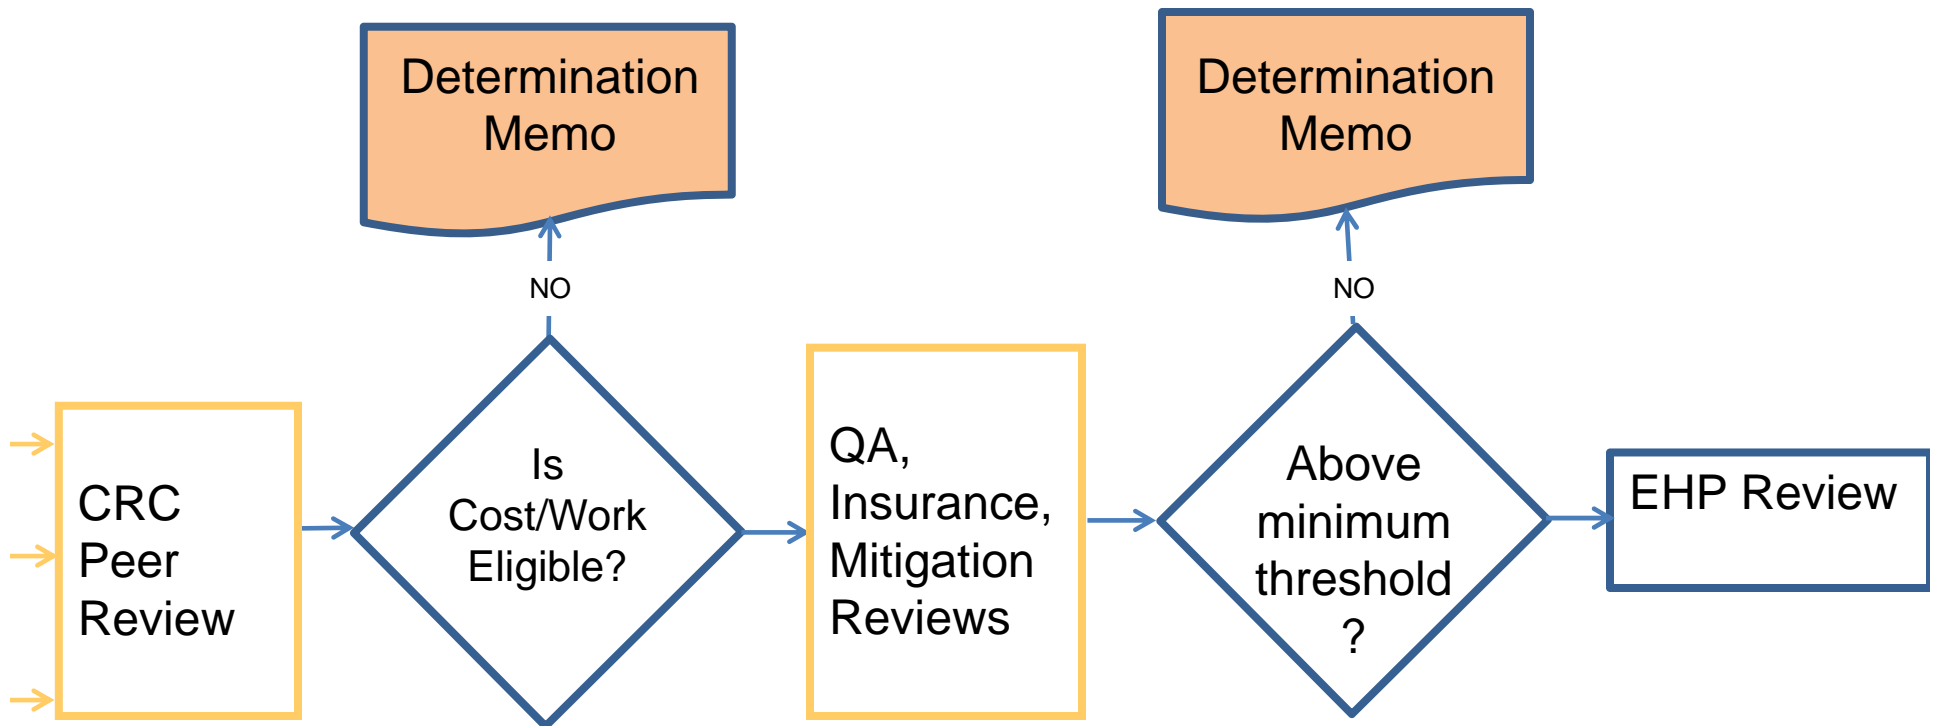 Determination
Memo
NO
Determination
Memo
NO
CRC
Peer
Review
Is
Cost/Work
Eligible?
QA,
Insurance,
Mitigation
Reviews
Above
minimum
threshold
?
EHP Review